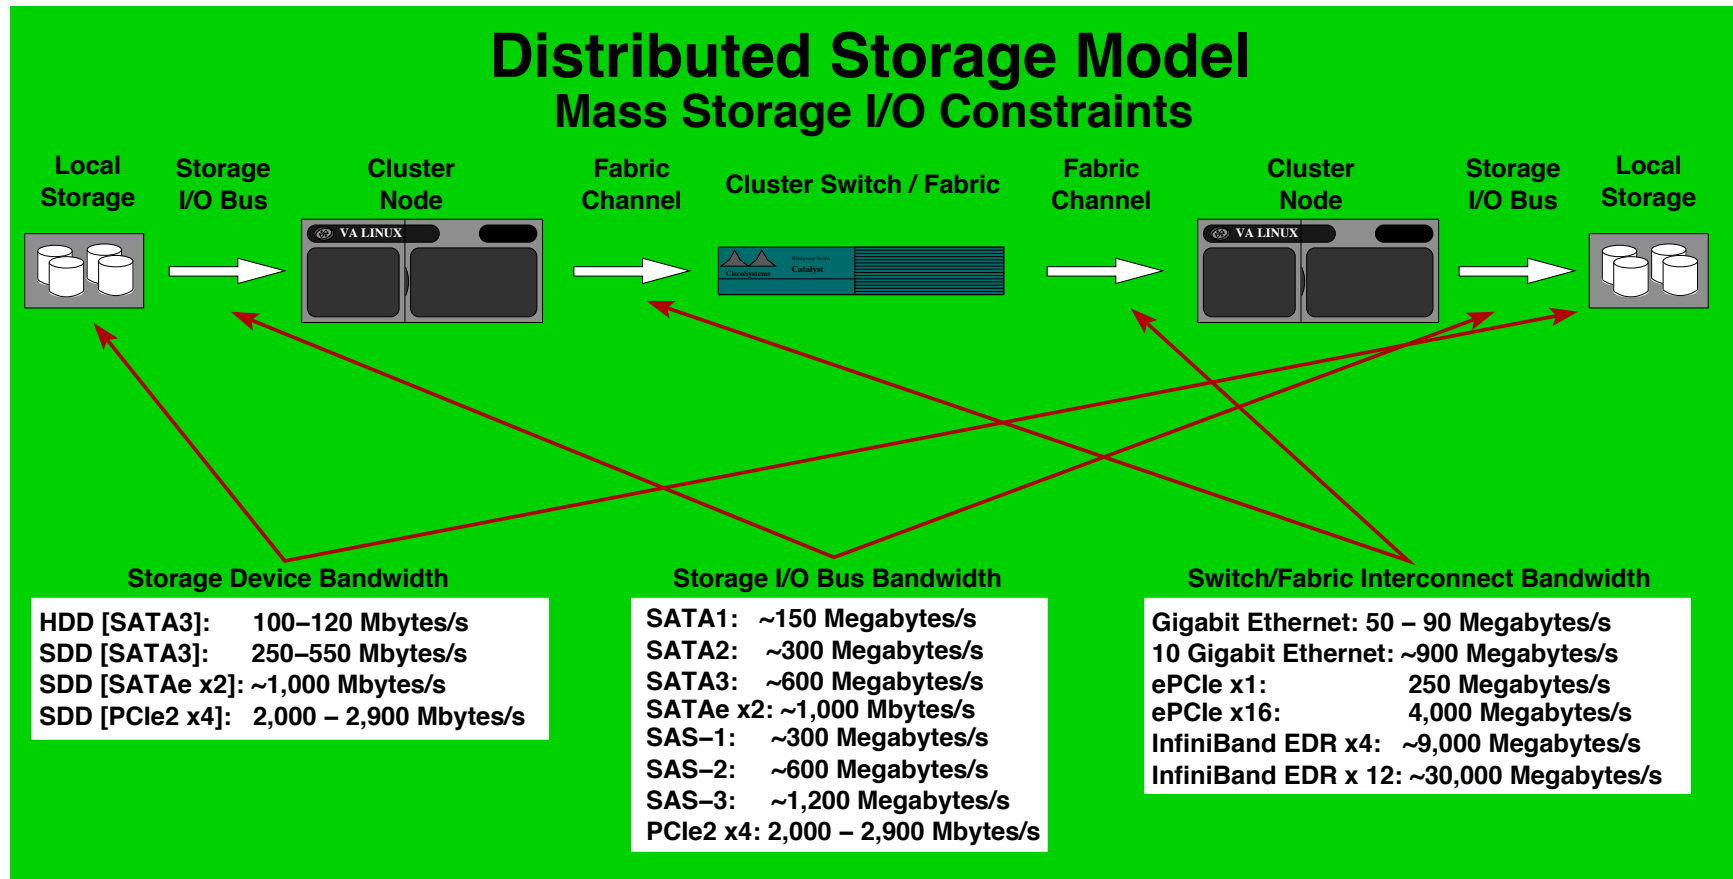 Distributed Storage Model
Mass Storage I/O Constraints
Local
Storage
Storage
I/O Bus
Cluster
Node
Fabric
Channel
Cluster Switch / Fabric
Fabric
Channel
Cluster
Node
Storage
I/O Bus
Local
Storage
VA LINUX
CiscoSystems
Workgroup Switch
Catalyst
VA LINUX
Storage Device Bandwidth
HDD [SATA3]: 100–120 Mbytes/s
SDD [SATA3]: 250–550 Mbytes/s
SDD [SATAe x2]: ~1,000 Mbytes/s
SDD [PCIe2 x4]: 2,000 – 2,900 Mbytes/s
Storage I/O Bus Bandwidth
SATA1: ~150 Megabytes/s
SATA2: ~300 Megabytes/s
SATA3: ~600 Megabytes/s
SATAe x2: ~1,000 Mbyte/s
SAS–1: ~300 Megabytes/s
SAS–2: ~600 Megabytes/s
SAS–3: ~1,200 Megabytes/s
PCIe2 x4: 2,000 – 2,900 Mbytes/s
Switch/Fabric Interconnect Bandwidth
Gigabit Ethernet: 50 – 90 Megabytes/s
10 Gigabit Ethernet: ~900 Megabytes/s
ePCIe x1: 250 Megabytes/s
ePCIe x16: 4,000 Megabytes/s
InfiniBand EDR x4: ~9,000 Megabytes/s
InfiniBand EDR x 12: ~30,000 Megabytes/s